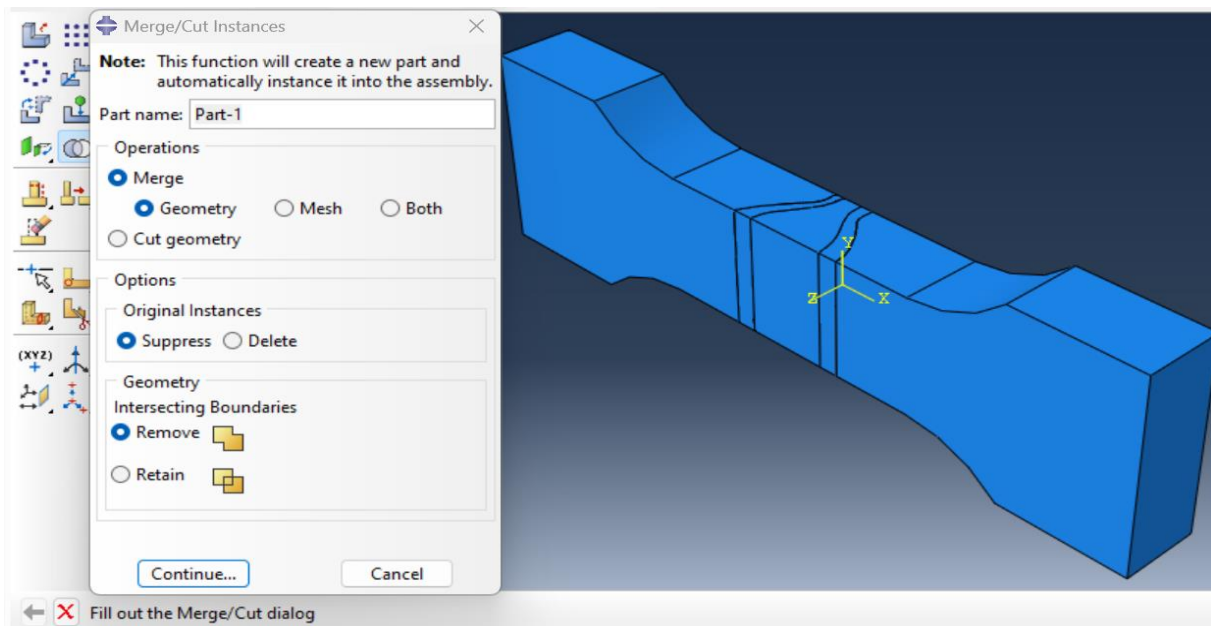 Merge/Cut Instances
Note: This function will create a new part and
automatically instance it into the assembly.
Part name: Part-1
Operations
Merge
Geometry Mesh Both
Cut geometry
Options
Original Instances
Suppress Delete
Geometry
Intersecting Boundaries
Remove
Retain
Continue... Cancel
Fill out the Merge/Cut dialog
(XYZ)
Y
Z X